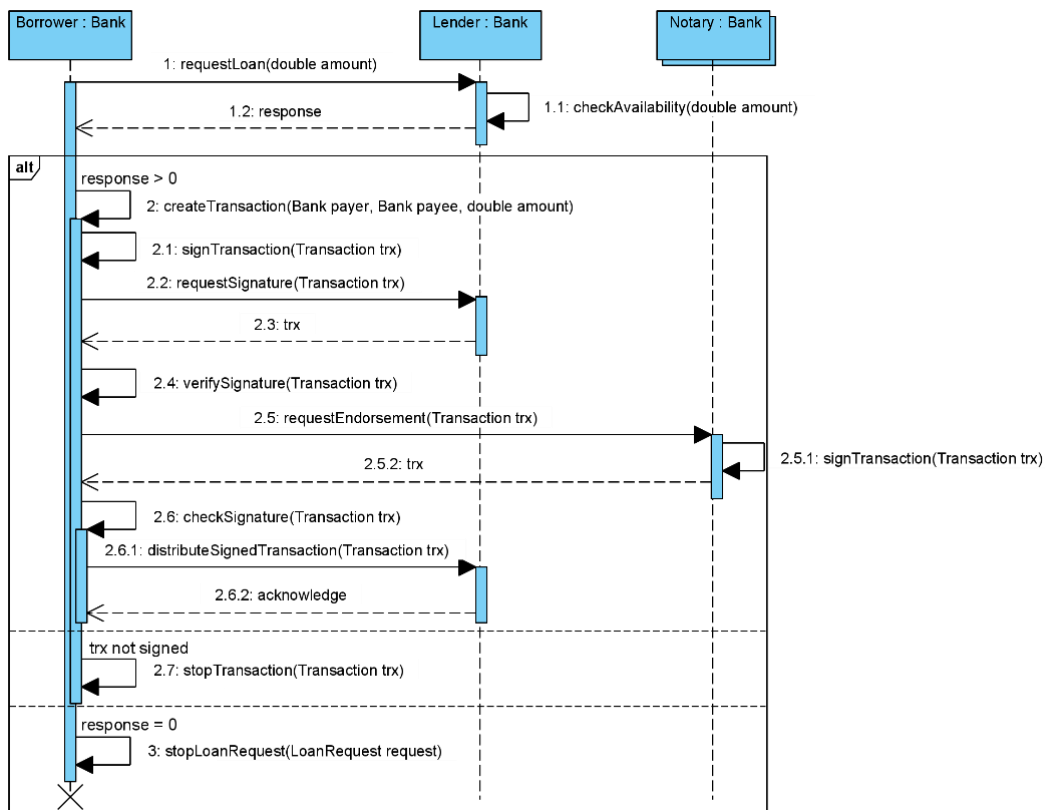 Borrower : Bank
Lender : Bank
Notary : Bank
1: requestLoan(double amount)
1.1: checkAvailability(double amount)
1.2: response
alt
response > 0
2: createTransaction(Bank payer, Bank payee, double amount)
2.1: signTransaction(Transaction trx)
2.2: requestSignature(Transaction trx)
2.3: trx
2.4: verifySignature(Transaction trx)
2.5: requestEndorsement(Transaction trx)
2.5.1: signTransaction(Transaction trx)
2.5.2: trx
2.6: checkSignature(Transaction trx)
2.6.1: distributeSignedTransaction(Transaction trx)
2.6.2: acknowledge
trx not signed
2.7: stopTransaction(Transaction trx)
response = 0
3: stopLoanRequest(LoanRequest request)